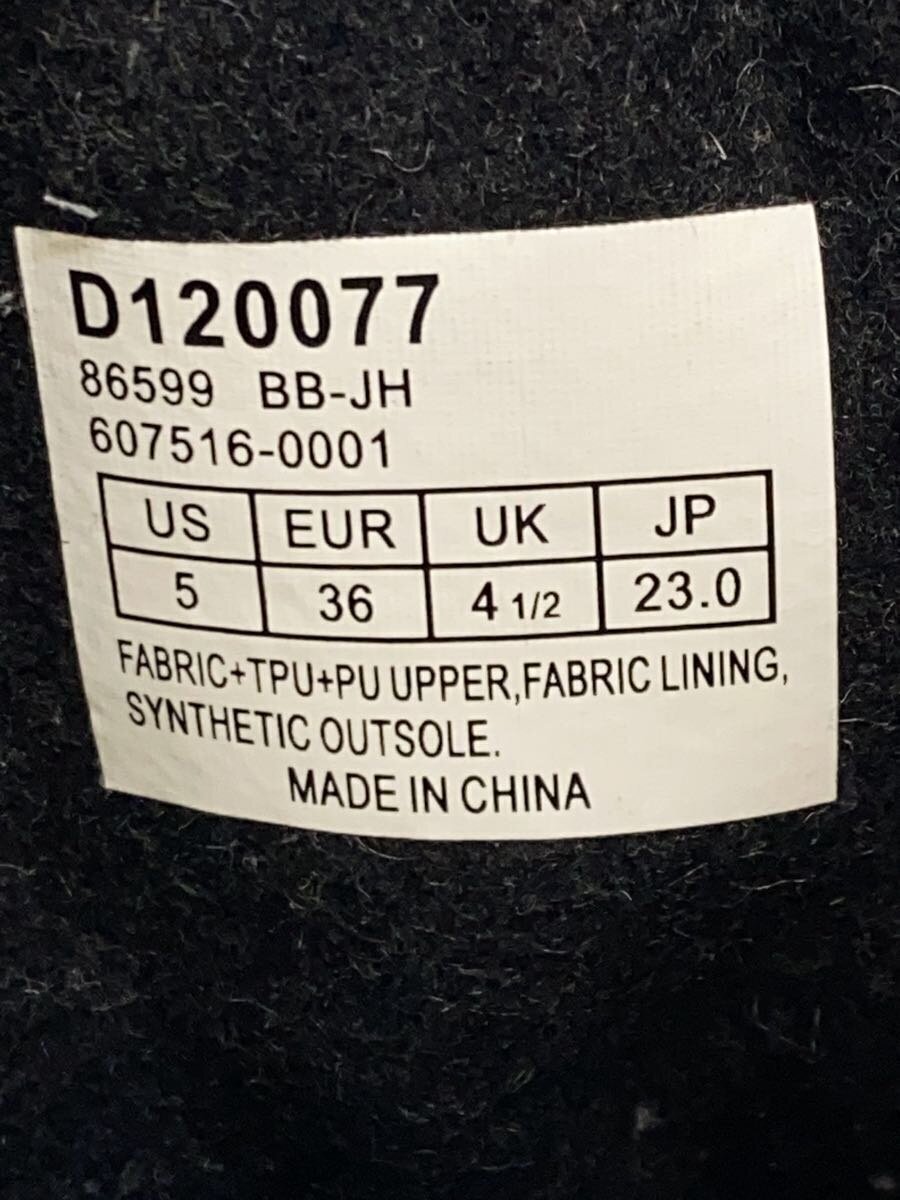 D120077
86599 BB-JH
607516-0001
US EUR UK JP
5 36 4 1/2 23.0
FABRIC+TPU+PU UPPER,FABRIC LINING,
SYNTHETIC OUTSOLE.
MADE IN CHINA